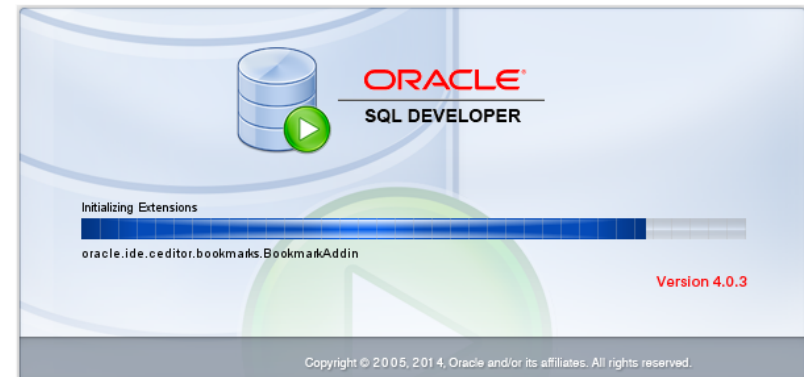 ORACLE®
SQL DEVELOPER
Initializing Extensions
oracle.ide.ceditor.bookmarks.BookmarkAddin
Version 4.0.3
Copyright © 2005, 2014, Oracle and/or its affiliates. All rights reserved.